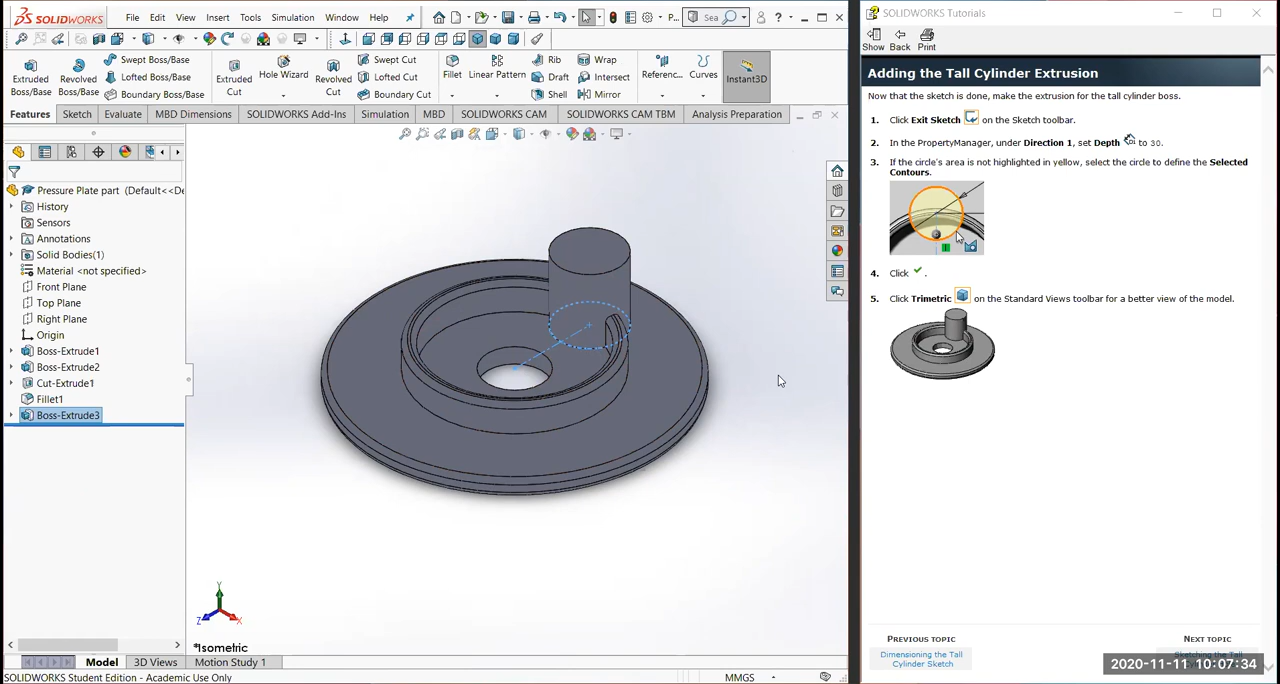 SOLIDWORKS
File
Edit
View
Insert
Tools
Simulation
Window
Help
P...
Sea
Extruded
Boss/Base
Revolved
Boss/Base
Swept Boss/Base
Lofted Boss/Base
Boundary Boss/Base
Extruded
Cut
Hole Wizard
Revolved
Cut
Swept Cut
Lofted Cut
Boundary Cut
Fillet
Linear Pattern
Rib
Draft
Shell
Wrap
Intersect
Mirror
Referenc...
Curves
Instant3D
Features
Sketch
Evaluate
MBD Dimensions
SOLIDWORKS Add-Ins
Simulation
MBD
SOLIDWORKS CAM
SOLIDWORKS CAM TBM
Analysis Preparation
Pressure Plate part (Default<<De
History
Sensors
Annotations
Solid Bodies(1)
Material <not specified>
Front Plane
Top Plane
Right Plane
Origin
Boss-Extrude1
Boss-Extrude2
Cut-Extrude1
Fillet1
Boss-Extrude3
Y
Z
X
*Isometric
Model
3D Views
Motion Study 1
SOLIDWORKS Student Edition - Academic Use Only
MMGS
SOLIDWORKS Tutorials
Show
Back
Print
Adding the Tall Cylinder Extrusion
Now that the sketch is done, make the extrusion for the tall cylinder boss.
1. Click Exit Sketch on the Sketch toolbar.
2. In the PropertyManager, under Direction 1, set Depth to 30.
3. If the circle's area is not highlighted in yellow, select the circle to define the Selected
Contours.
4. Click .
5. Click Trimetric on the Standard Views toolbar for a better view of the model.
PREVIOUS TOPIC
Dimensioning the Tall
Cylinder Sketch
NEXT TOPIC
Sketching the Tall
2020-11-11 10:07:34